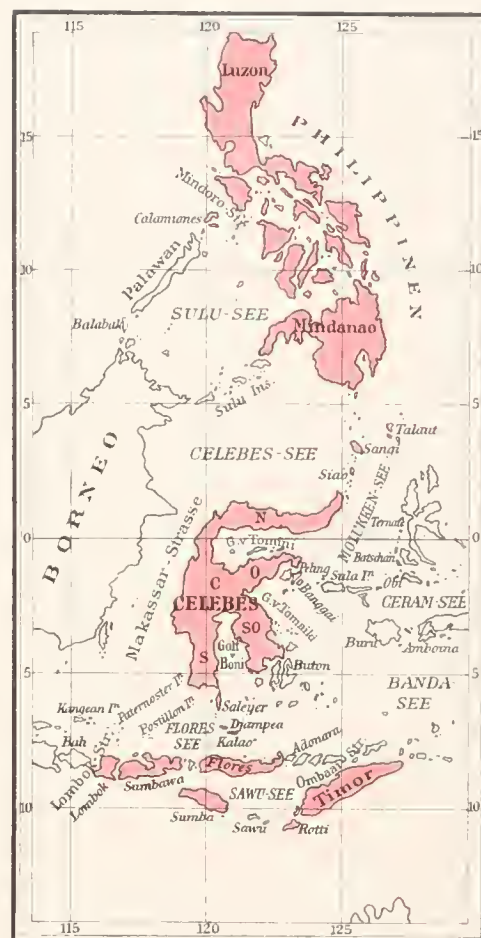 115 120 125
Luzon
PHILIPPINEN
15
Mindoro Str.
Calamianes
Palawan
10 10
SULU-SEE
Balabak
Mindanao
5 5
Sulu Ins.
Talaut
CELEBES-SEE
Sangi
Siao
BORNEO
Makassar Strasse
MOLUKKEN-SEE
N
Ternate
0 0
G.v Tomini
Batschan
C O
Peling
Sula In.
Obi
CELEBES
Banggai
CERAM-SEE
G.v Tomaiki
SO
Buru
Amboina
Golf
Boni
S
Buton
5 5
BANDA
SEE
Kangean In.
Paternoster In.
Postillon In.
Saleyer
FLORES
SEE
Djampea
Kalao
Adonara
Bali
Lombok Str.
Lombok
Sambawa
Flores
Ombaai Str.
Timor
SAWU-SEE
10 10
Sumba
Sawu
Rotti
115 120 125